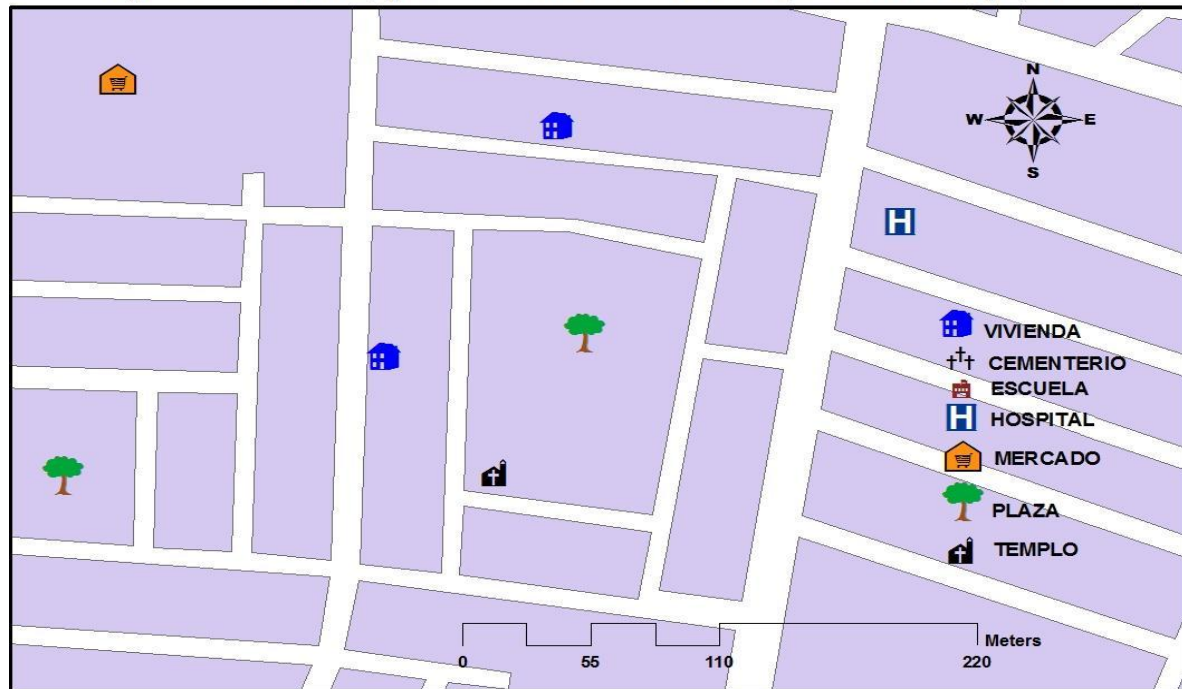 N
W E
S
H
VIVIENDA
CEMENTERIO
ESCUELA
H HOSPITAL
MERCADO
PLAZA
TEMPLO
Meters
0 55 110 220